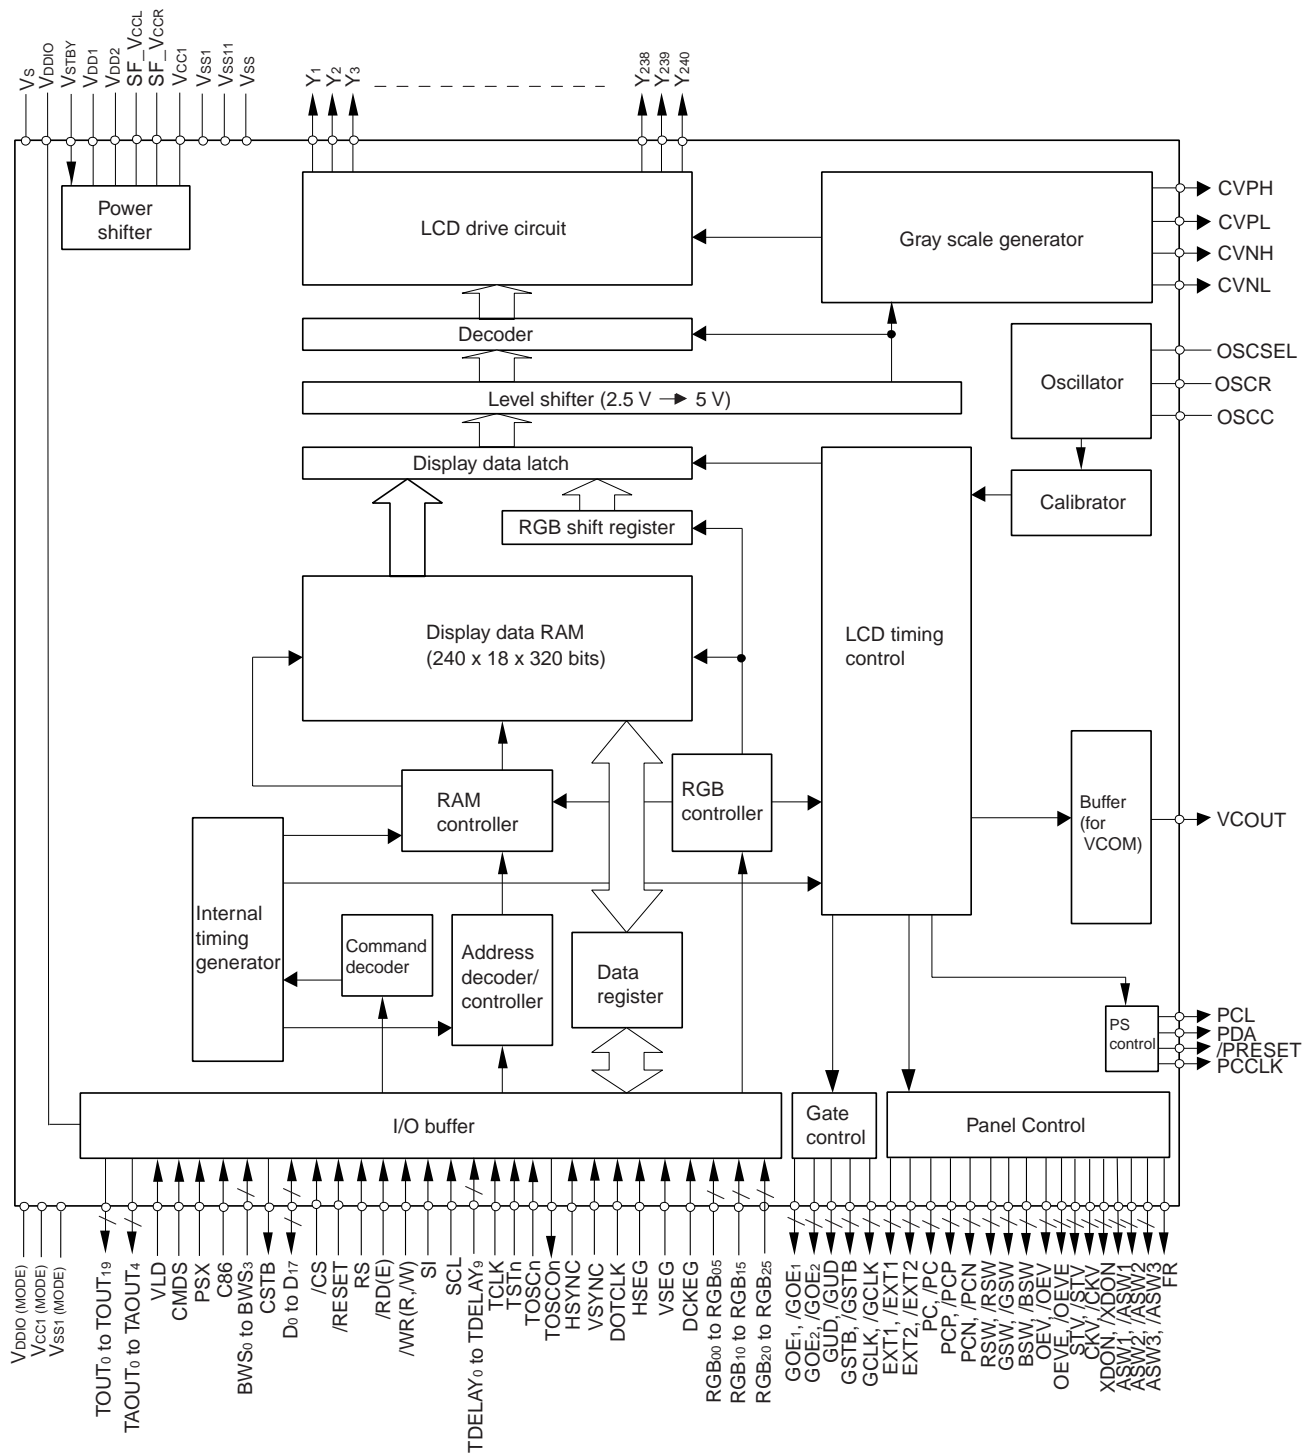 VS
VDDIO
VSTBY
VDD1
VDD2
SF_VCCL
SF_VCCR
VCC1
VSS1
VSS11
VSS
Y1
Y2
Y3
Y238
Y239
Y240
Power
shifter
LCD drive circuit
Gray scale generator
CVPH
CVPL
CVNH
CVNL
Decoder
Oscillator
OSCSEL
OSCR
OSCC
Level shifter (2.5 V → 5 V)
Display data latch
Calibrator
RGB shift register
Display data RAM
(240 x 18 x 320 bits)
LCD timing
control
RAM
controller
RGB
controller
Buffer
(for
VCOM)
VCOUT
Internal
timing
generator
Command
decoder
Address
decoder/
controller
Data
register
PS
control
PCL
PDA
/PRESET
PCCLK
I/O buffer
Gate
control
Panel Control
VDDIO (MODE)
VCC1 (MODE)
VSS1 (MODE)
TOUT0 to TOUT19
TAOUT0 to TAOUT4
VLD
CMDS
PSX
C86
BWS0 to BWS3
CSTB
D0 to D17
/CS
/RESET
RS
/RD(E)
/WR(R,/W)
SI
SCL
TDELAY0 to TDELAY9
TCLK
TSTn
TOSCn
TOSCOn
HSYNC
VSYNC
DOTCLK
HSEG
VSEG
DCKEG
RGB00 to RGB05
RGB10 to RGB15
RGB20 to RGB25
GOE1, /GOE1
GOE2, /GOE2
GUD, /GUD
GSTB, /GSTB
GCLK, /GCLK
EXT1, /EXT1
EXT2, /EXT2
PC, /PC
PCP, /PCP
PCN, /PCN
RSW, /RSW
GSW, /GSW
BSW, /BSW
OEV, /OEV
OEVE, /OEVE
STV, /STV
CKV, /CKV
XDON, /XDON
ASW1, /ASW1
ASW2, /ASW2
ASW3, /ASW3
FR